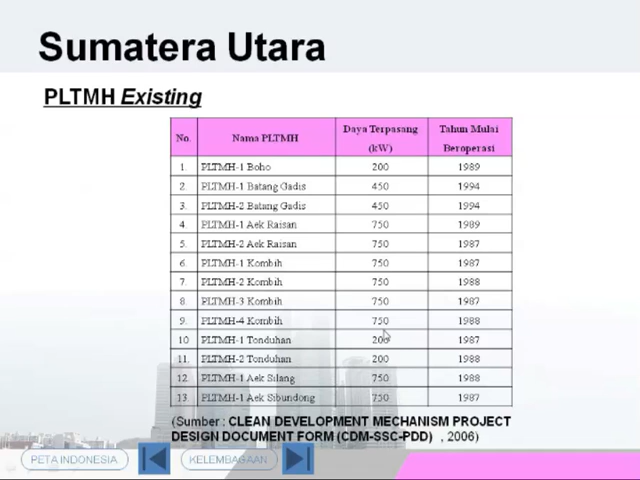 Sumatera Utara
PLTMH Existing
No. Nama PLTMH Daya Terpasang (kW) Tahun Mulai Beroperasi
1. PLTMH-1 Boho 200 1989
2. PLTMH-1 Batang Gadis 450 1994
3. PLTMH-2 Batang Gadis 450 1994
4. PLTMH-1 Aek Raisan 750 1989
5. PLTMH-2 Aek Raisan 750 1987
6. PLTMH-1 Kombih 750 1987
7. PLTMH-2 Kombih 750 1988
8. PLTMH-3 Kombih 750 1987
9. PLTMH-4 Kombih 750 1988
10 PLTMH-1 Tonduhan 200 1987
11. PLTMH-2 Tonduhan 200 1988
12 PLTMH-1 Aek Silang 750 1988
13. PLTMH-1 Aek Sibundong 750 1987
(Sumber : CLEAN DEVELOPMENT MECHANISM PROJECT
DESIGN DOCUMENT FORM (CDM-SSC-PDD) , 2006)
PETA INDONESIA KELEMBAGAAN